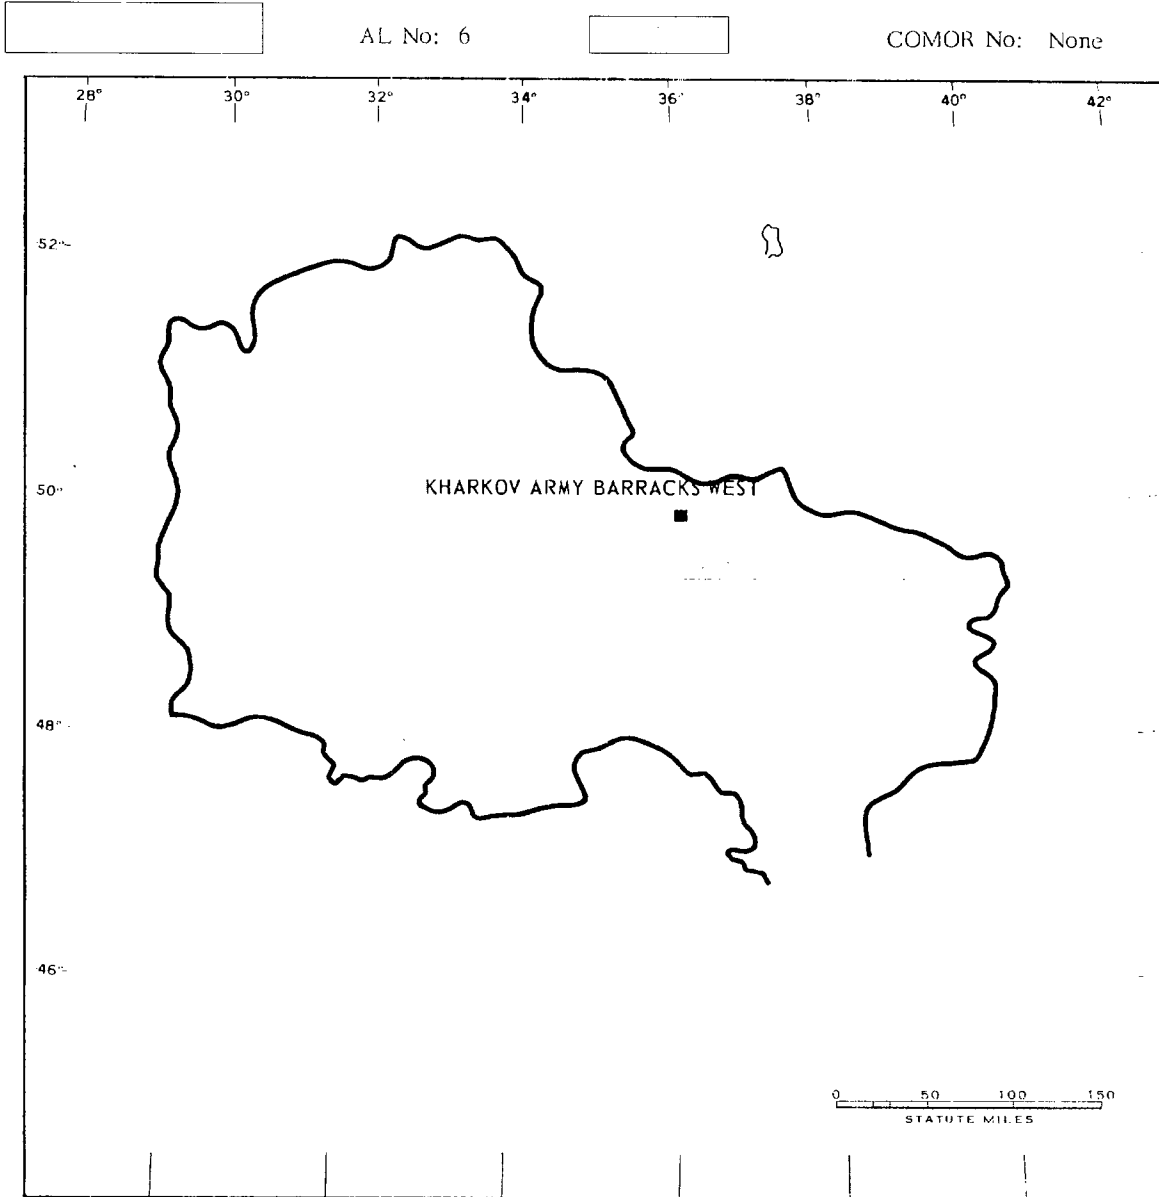 AL No: 6
COMOR No: None
28° 30° 32° 34° 36° 38° 40° 42°
52°
50°
KHARKOV ARMY BARRACKS WEST
48°
46°
0 50 100 150
STATUTE MILES